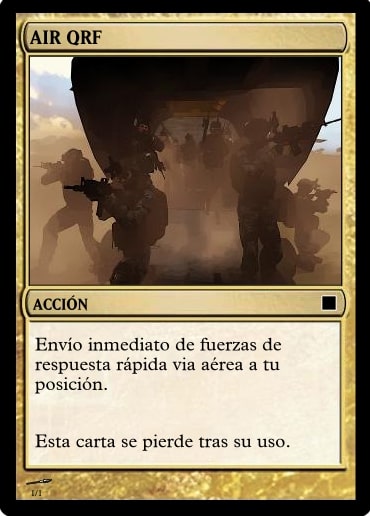 AIR QRF
ACCIÓN
Envío inmediato de fuerzas de
respuesta rápida via aérea a tu
posición.
Esta carta se pierde tras su uso.
1/1